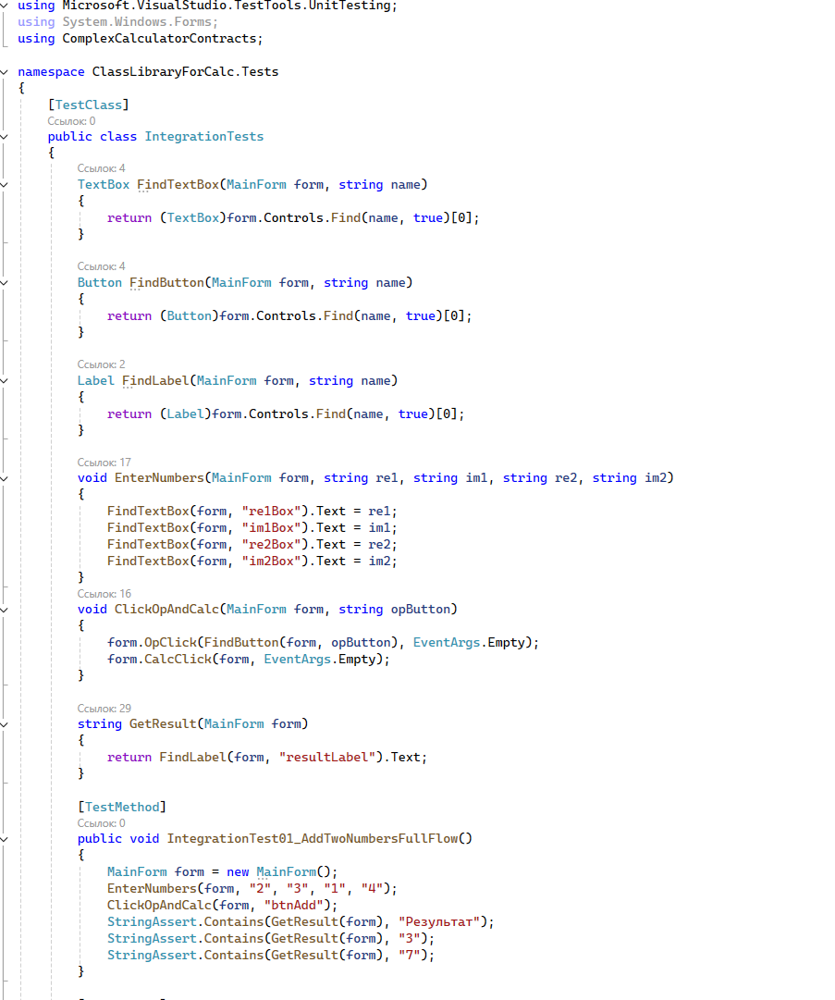 using Microsoft.VisualStudio.TestTools.UnitTesting;
using System.Windows.Forms;
using ComplexCalculatorContracts;
namespace ClassLibraryForCalc.Tests
{
[TestClass]
Ссылок: 0
public class IntegrationTests
{
Ссылок: 4
TextBox FindTextBox(MainForm form, string name)
{
return (TextBox)form.Controls.Find(name, true)[0];
}
Ссылок: 4
Button FindButton(MainForm form, string name)
{
return (Button)form.Controls.Find(name, true)[0];
}
Ссылок: 2
Label FindLabel(MainForm form, string name)
{
return (Label)form.Controls.Find(name, true)[0];
}
Ссылок: 17
void EnterNumbers(MainForm form, string re1, string im1, string re2, string im2)
{
FindTextBox(form, "re1Box").Text = re1;
FindTextBox(form, "im1Box").Text = im1;
FindTextBox(form, "re2Box").Text = re2;
FindTextBox(form, "im2Box").Text = im2;
}
Ссылок: 16
void ClickOpAndCalc(MainForm form, string opButton)
{
form.OpClick(FindButton(form, opButton), EventArgs.Empty);
form.CalcClick(form, EventArgs.Empty);
}
Ссылок: 29
string GetResult(MainForm form)
{
return FindLabel(form, "resultLabel").Text;
}
[TestMethod]
Ссылок: 0
public void IntegrationTest01_AddTwoNumbersFullFlow()
{
MainForm form = new MainForm();
EnterNumbers(form, "2", "3", "1", "4");
ClickOpAndCalc(form, "btnAdd");
StringAssert.Contains(GetResult(form), "Результат");
StringAssert.Contains(GetResult(form), "3");
StringAssert.Contains(GetResult(form), "7");
}